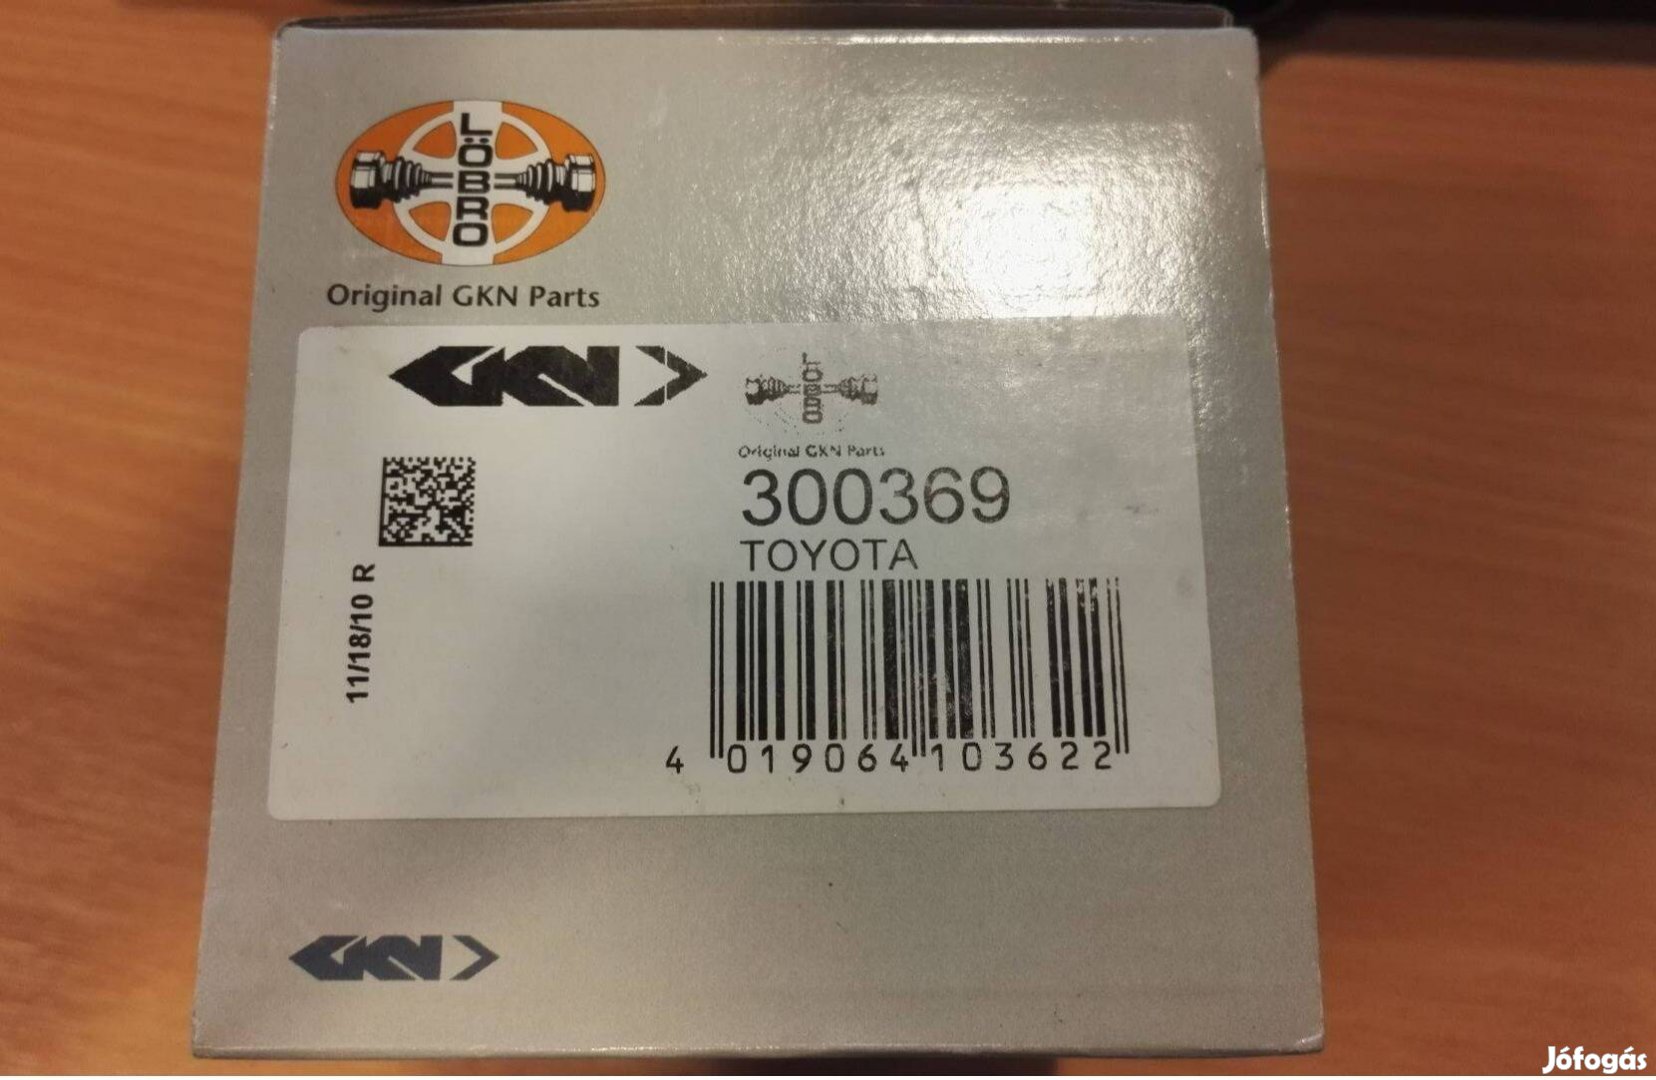 LÖBRO
Original GKN Parts
GKN
LÖBRO
Original GKN Parts
300369
TOYOTA
11/18/10 R
4 019064 103622
GKN
Jófogás